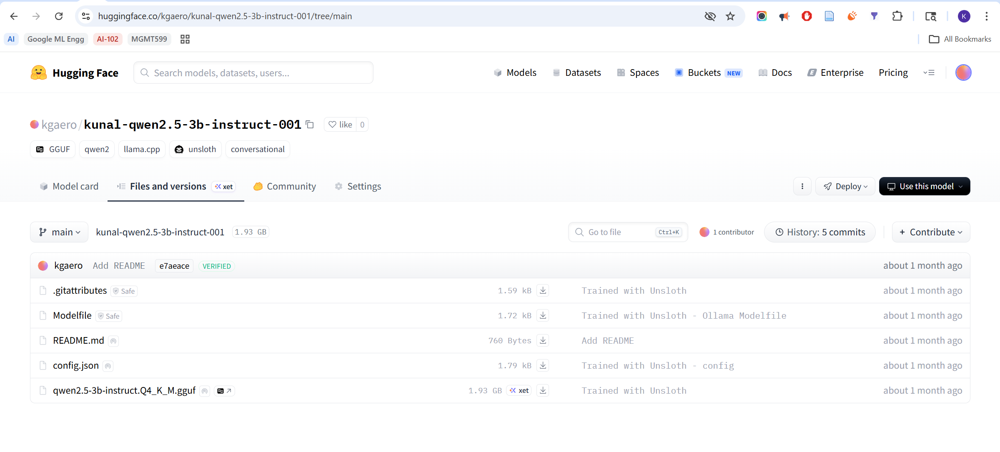 huggingface.co/kgaero/kunal-qwen2.5-3b-instruct-001/tree/main K
AI Google ML Engg AI-102 MGMT599 All Bookmarks
Hugging Face Search models, datasets, users... Models Datasets Spaces Buckets NEW Docs Enterprise Pricing
kgaero/kunal-qwen2.5-3b-instruct-001 like 0
GGUF qwen2 llama.cpp unsloth conversational
Model card Files and versions xet Community Settings Deploy Use this model
main kunal-qwen2.5-3b-instruct-001 1.93 GB Go to file Ctrl+K 1 contributor History: 5 commits + Contribute
kgaero Add README e7aeace VERIFIED about 1 month ago
.gitattributes Safe 1.59 kB Trained with Unsloth about 1 month ago
Modelfile Safe 1.72 kB Trained with Unsloth - Ollama Modelfile about 1 month ago
README.md 760 Bytes Add README about 1 month ago
config.json 1.79 kB Trained with Unsloth - config about 1 month ago
qwen2.5-3b-instruct.Q4_K_M.gguf 1.93 GB xet Trained with Unsloth about 1 month ago